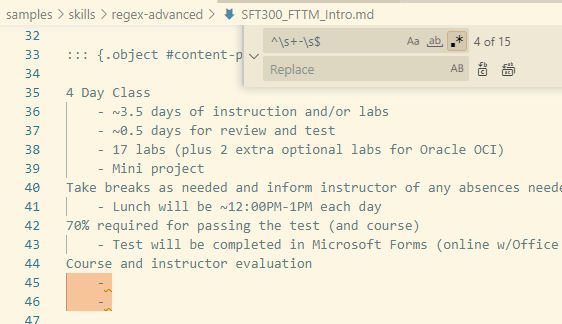 samples > skills > regex-advanced > SFT300_FTTM_Intro.md
^\s+-\s$ Aa ab .* 4 of 15
Replace AB
32
33 ::: {.object #content-p
34
35 4 Day Class
36 - ~3.5 days of instruction and/or labs
37 - ~0.5 days for review and test
38 - 17 labs (plus 2 extra optional labs for Oracle OCI)
39 - Mini project
40 Take breaks as needed and inform instructor of any absences neede
41 - Lunch will be ~12:00PM-1PM each day
42 70% required for passing the test (and course)
43 - Test will be completed in Microsoft Forms (online w/Office
44 Course and instructor evaluation
45 -
46 -
47